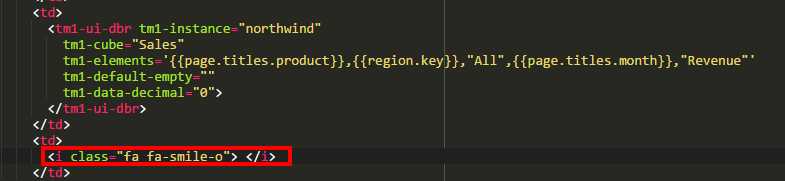 <td>
<tm1-ui-dbr tm1-instance="northwind"
tm1-cube="Sales"
tm1-elements='{{page.titles.product}},{{region.key}},"All",{{page.titles.month}},"Revenue"'
tm1-default-empty=""
tm1-data-decimal="0">
</tm1-ui-dbr>
</td>
<td>
<i class="fa fa-smile-o"> </i>
</td>